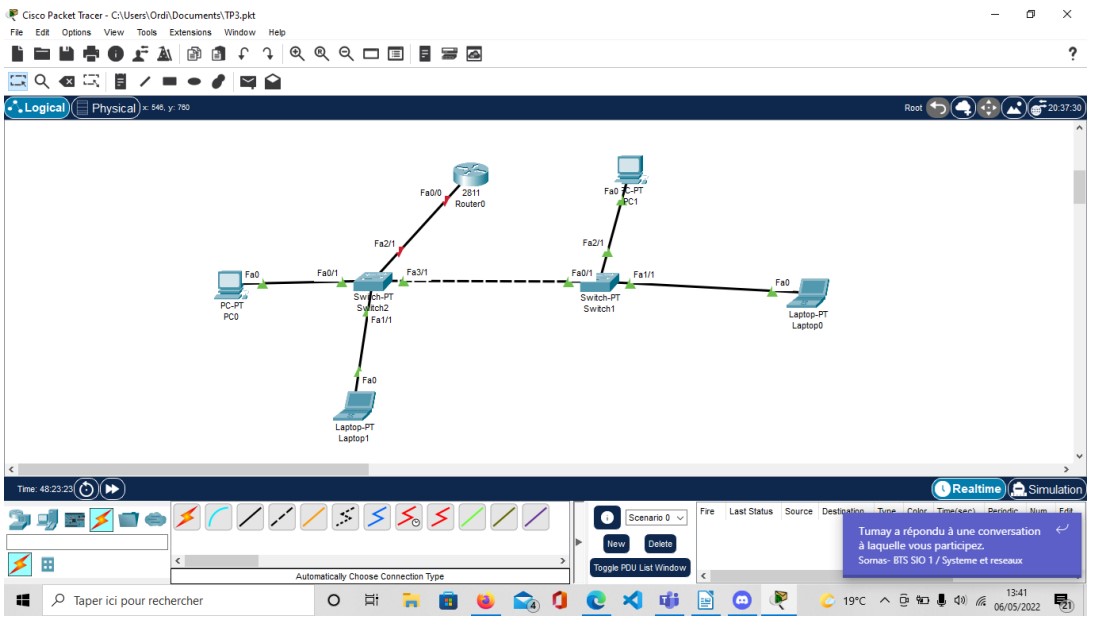 Cisco Packet Tracer - C:\Users\Ordi\Documents\TP3.pkt
File Edit Options View Tools Extensions Window Help
?
Logical Physical x: 546, y: 760 Root 20:37:30
Fa0/0 2811
Router0
Fa0 C-PT
PC1
Fa2/1
Fa2/1
Fa0 Fa0/1 Fa3/1 Fa0/1 Fa1/1 Fa0
PC-PT
PC0
Switch-PT
Switch2
Fa1/1
Switch-PT
Switch1
Laptop-PT
Laptop0
Fa0
Laptop-PT
Laptop1
Time: 48:23:23 Realtime Simulation
Scenario 0
New Delete
Toggle PDU List Window
Fire Last Status Source Destination Type Color Time(sec) Periodic Num Edit
Automatically Choose Connection Type
Tumay a répondu à une conversation
à laquelle vous participez.
Somas- BTS SIO 1 / Systeme et reseaux
Taper ici pour rechercher
4
19°C
13:41
06/05/2022
21